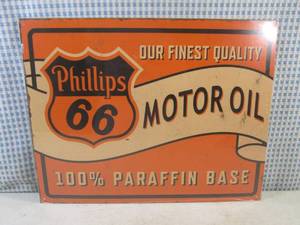 OUR FINEST QUALITY
Phillips
66
MOTOR OIL
100% PARAFFIN BASE